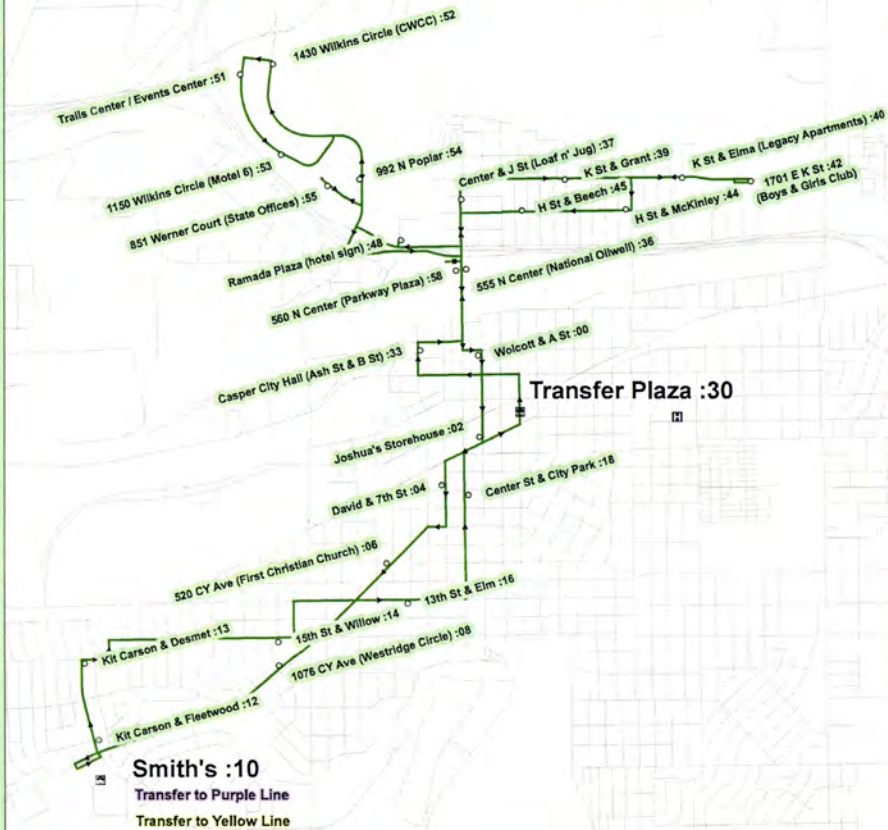 1430 Wilkins Circle (CWCC) :52
Trails Center / Events Center :51
1150 Wilkins Circle (Motel 6) :53
992 N Poplar :54
851 Werner Court (State Offices) :55
Center & J St (Loaf n' Jug) :37
K St & Grant :39
K St & Elma (Legacy Apartments) :40
1701 E K St :42
(Boys & Girls Club)
H St & Beech :45
H St & McKinley :44
Ramada Plaza (hotel sign) :48
560 N Center (Parkway Plaza) :58
555 N Center (National Oilwell) :36
Wolcott & A St :00
Casper City Hall (Ash St & B St) :33
Transfer Plaza :30
H
Joshua's Storehouse :02
David & 7th St :04
Center St & City Park :18
520 CY Ave (First Christian Church) :06
13th St & Elm :16
15th St & Willow :14
Kit Carson & Desmet :13
1076 CY Ave (Westridge Circle) :08
Kit Carson & Fleetwood :12
Smith's :10
Transfer to Purple Line
Transfer to Yellow Line